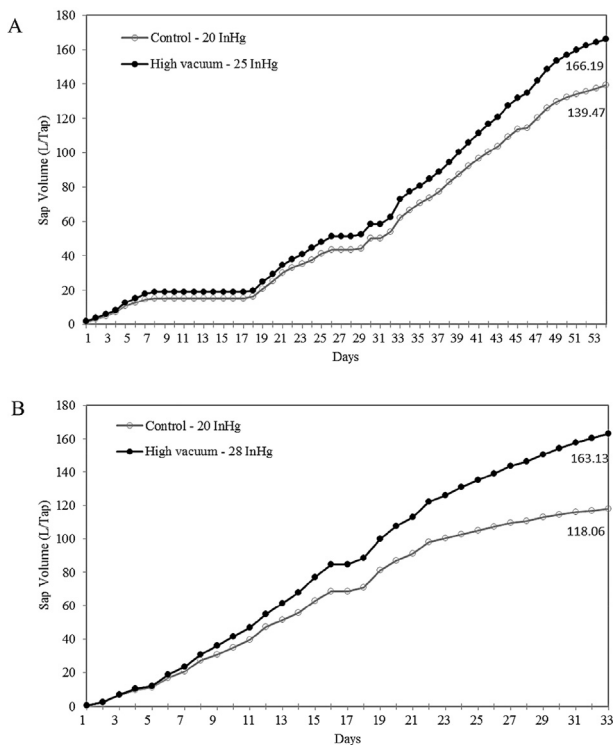 A
180
160
140
120
100
80
60
40
20
0
Sap Volume (L/Tap)
Control - 20 InHg
High vacuum - 25 InHg
166.19
139.47
1 3 5 7 9 11 13 15 17 19 21 23 25 27 29 31 33 35 37 39 41 43 45 47 49 51 53
Days
B
180
160
140
120
100
80
60
40
20
0
Sap Volume (L/Tap)
Control - 20 InHg
High vacuum - 28 InHg
163.13
118.06
1 3 5 7 9 11 13 15 17 19 21 23 25 27 29 31 33
Days